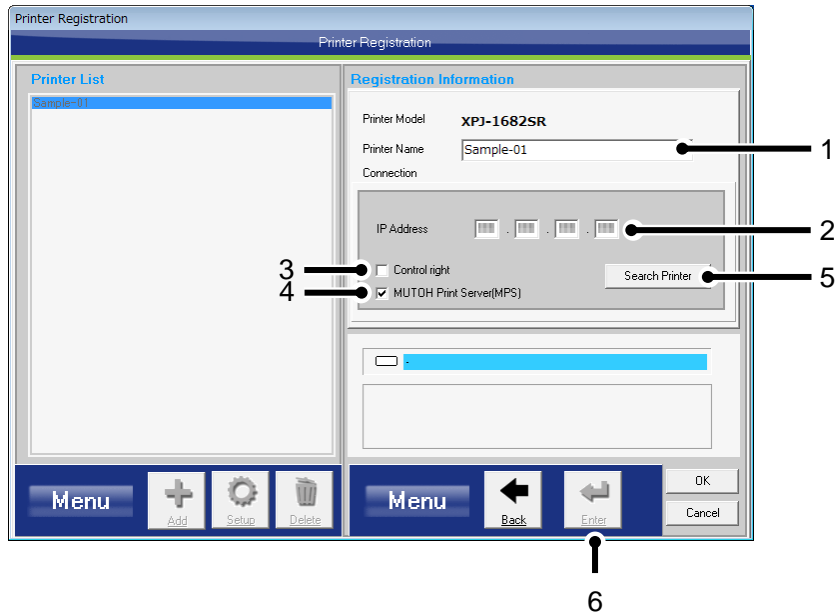 Printer Registration
Printer Registration
Printer List
Sample-01
Registration Information
Printer Model XPJ-1682SR
Printer Name Sample-01
1
Connection
IP Address . . .
2
3
Control right
Search Printer
5
4
MUTOH Print Server(MPS)
-
Menu
Add
Setup
Delete
Menu
Back
Enter
OK
Cancel
6